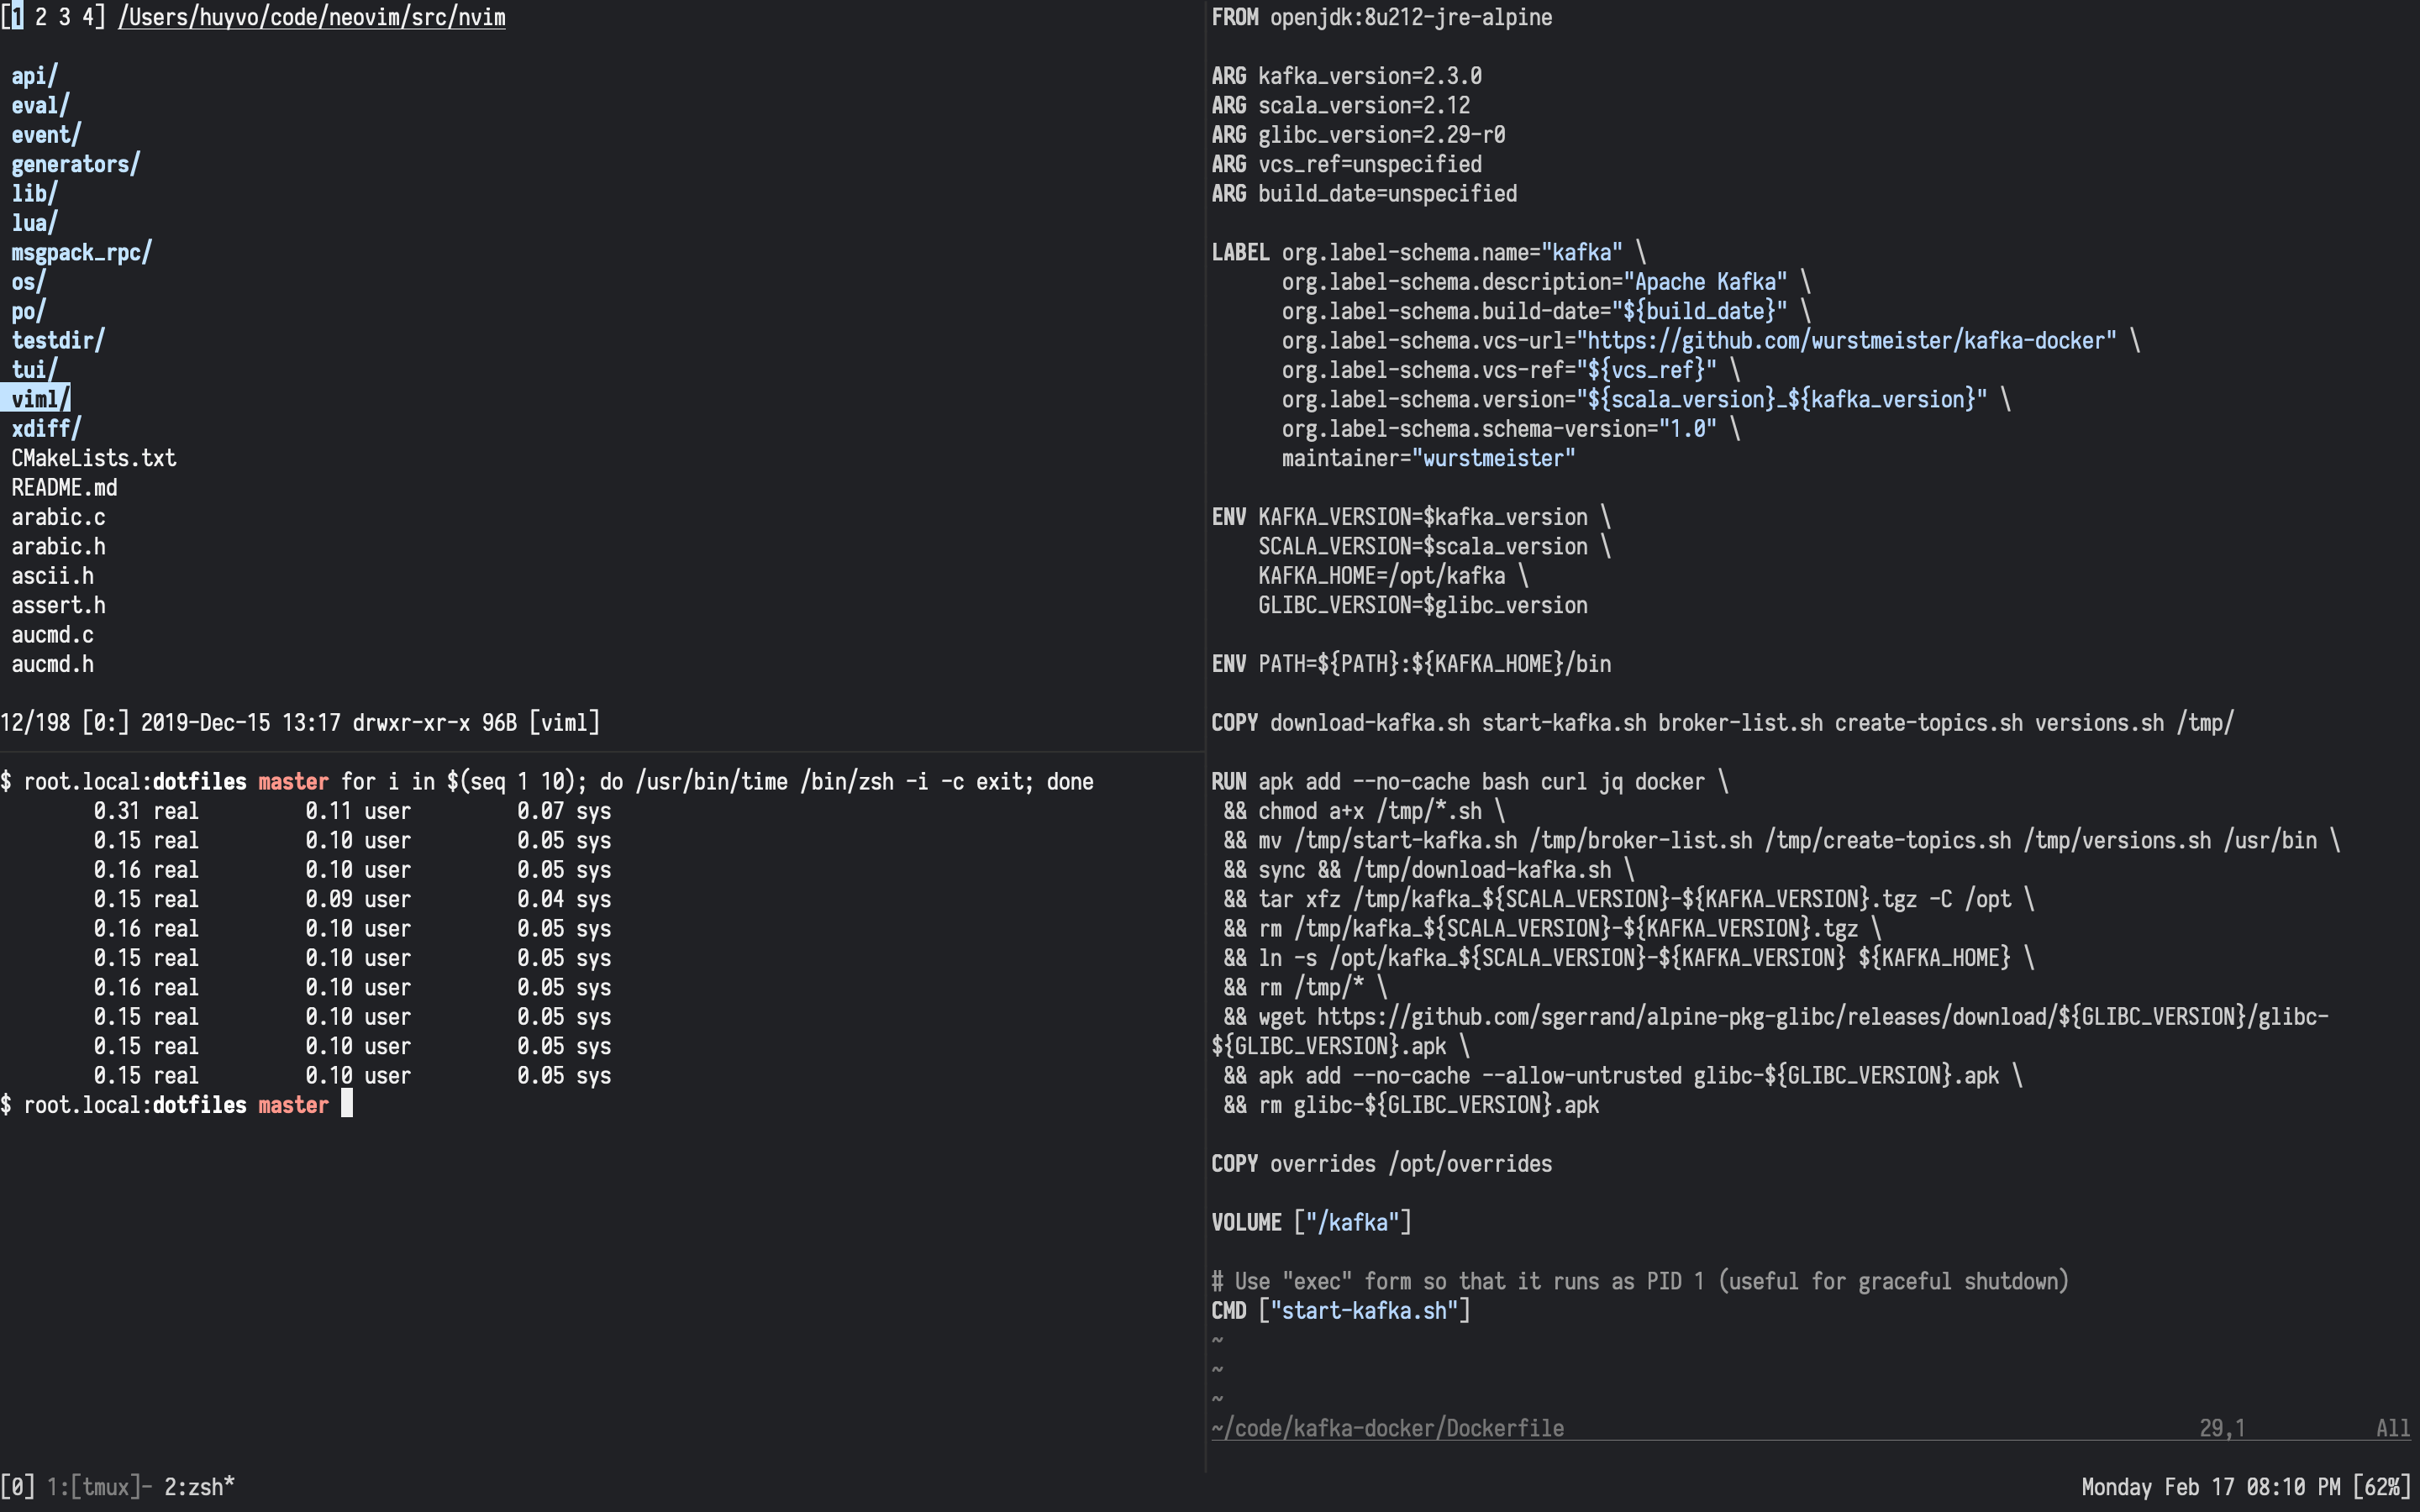 [1 2 3 4] /Users/huyvo/code/neovim/src/nvim
api/
eval/
event/
generators/
lib/
lua/
msgpack_rpc/
os/
po/
testdir/
tui/
viml/
xdiff/
CMakeLists.txt
README.md
arabic.c
arabic.h
ascii.h
assert.h
aucmd.c
aucmd.h
12/198 [0:] 2019-Dec-15 13:17 drwxr-xr-x 96B [viml]
$ root.local:dotfiles master for i in $(seq 1 10); do /usr/bin/time /bin/zsh -i -c exit; done
        0.31 real         0.11 user         0.07 sys
        0.15 real         0.10 user         0.05 sys
        0.16 real         0.10 user         0.05 sys
        0.15 real         0.09 user         0.04 sys
        0.16 real         0.10 user         0.05 sys
        0.15 real         0.10 user         0.05 sys
        0.16 real         0.10 user         0.05 sys
        0.15 real         0.10 user         0.05 sys
        0.15 real         0.10 user         0.05 sys
        0.15 real         0.10 user         0.05 sys
$ root.local:dotfiles master
FROM openjdk:8u212-jre-alpine
ARG kafka_version=2.3.0
ARG scala_version=2.12
ARG glibc_version=2.29-r0
ARG vcs_ref=unspecified
ARG build_date=unspecified
LABEL org.label-schema.name="kafka" \
      org.label-schema.description="Apache Kafka" \
      org.label-schema.build-date="${build_date}" \
      org.label-schema.vcs-url="https://github.com/wurstmeister/kafka-docker" \
      org.label-schema.vcs-ref="${vcs_ref}" \
      org.label-schema.version="${scala_version}_${kafka_version}" \
      org.label-schema.schema-version="1.0" \
      maintainer="wurstmeister"
ENV KAFKA_VERSION=$kafka_version \
    SCALA_VERSION=$scala_version \
    KAFKA_HOME=/opt/kafka \
    GLIBC_VERSION=$glibc_version
ENV PATH=${PATH}:${KAFKA_HOME}/bin
COPY download-kafka.sh start-kafka.sh broker-list.sh create-topics.sh versions.sh /tmp/
RUN apk add --no-cache bash curl jq docker \
 && chmod a+x /tmp/*.sh \
 && mv /tmp/start-kafka.sh /tmp/broker-list.sh /tmp/create-topics.sh /tmp/versions.sh /usr/bin \
 && sync && /tmp/download-kafka.sh \
 && tar xfz /tmp/kafka_${SCALA_VERSION}-${KAFKA_VERSION}.tgz -C /opt \
 && rm /tmp/kafka_${SCALA_VERSION}-${KAFKA_VERSION}.tgz \
 && ln -s /opt/kafka_${SCALA_VERSION}-${KAFKA_VERSION} ${KAFKA_HOME} \
 && rm /tmp/* \
 && wget https://github.com/sgerrand/alpine-pkg-glibc/releases/download/${GLIBC_VERSION}/glibc-
${GLIBC_VERSION}.apk \
 && apk add --no-cache --allow-untrusted glibc-${GLIBC_VERSION}.apk \
 && rm glibc-${GLIBC_VERSION}.apk
COPY overrides /opt/overrides
VOLUME ["/kafka"]
# Use "exec" form so that it runs as PID 1 (useful for graceful shutdown)
CMD ["start-kafka.sh"]
~
~
~
~/code/kafka-docker/Dockerfile 29,1 All
[0] 1:[tmux]- 2:zsh* Monday Feb 17 08:10 PM [62%]